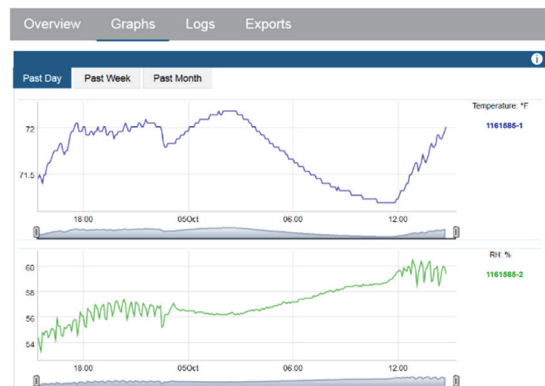 Overview Graphs Logs Exports
Past Day Past Week Past Month
Temperature: °F
1161585-1
72
71.5
18:00 05Oct 06:00 12:00
RH: %
1161585-2
60
58
56
54
18:00 05Oct 06:00 12:00